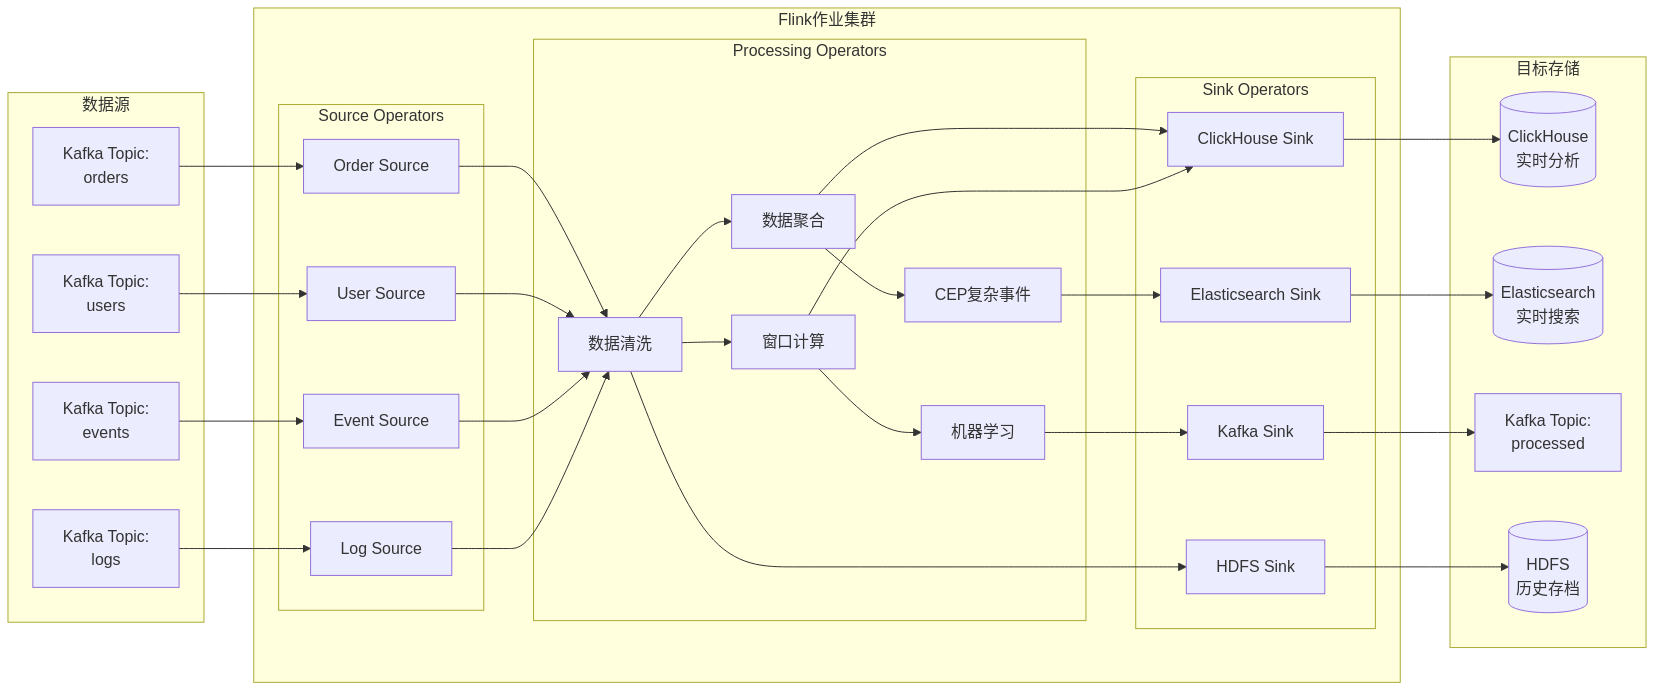 Flink作业集群
数据源
Kafka Topic:
orders
Kafka Topic:
users
Kafka Topic:
events
Kafka Topic:
logs
Source Operators
Order Source
User Source
Event Source
Log Source
Processing Operators
数据清洗
数据聚合
窗口计算
CEP复杂事件
机器学习
Sink Operators
ClickHouse Sink
Elasticsearch Sink
Kafka Sink
HDFS Sink
目标存储
ClickHouse
实时分析
Elasticsearch
实时搜索
Kafka Topic:
processed
HDFS
历史存档